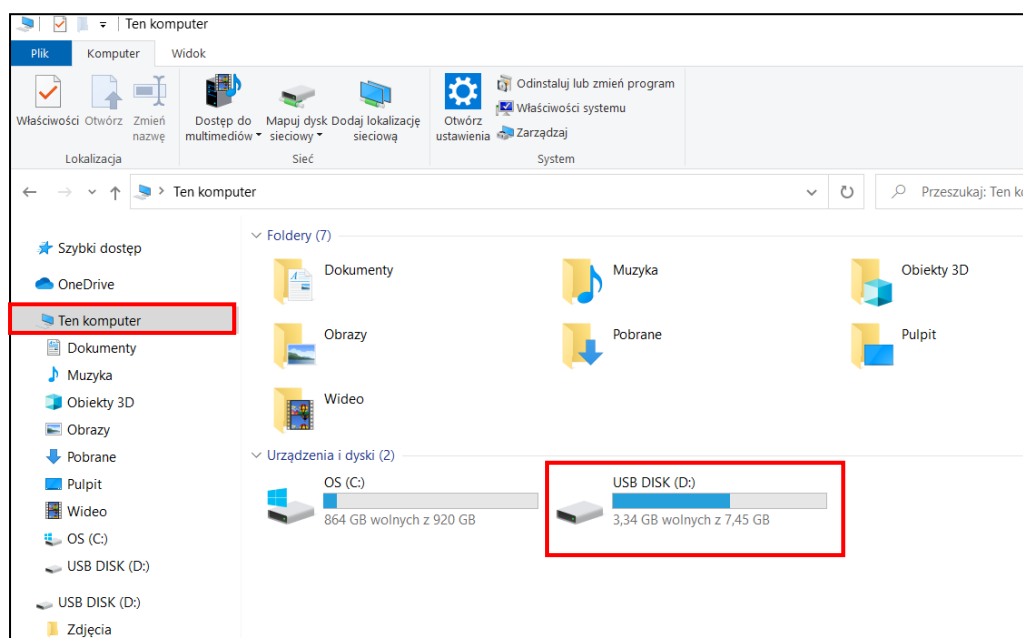 Ten komputer
Plik Komputer Widok
Właściwości Otwórz Zmień nazwę
Dostęp do multimediów Mapuj dysk sieciowy Dodaj lokalizację sieciową
Otwórz ustawienia
Odinstaluj lub zmień program
Właściwości systemu
Zarządzaj
Lokalizacja Sieć System
Ten komputer
Przeszukaj: Ten
Szybki dostęp
OneDrive
Ten komputer
Dokumenty
Muzyka
Obiekty 3D
Obrazy
Pobrane
Pulpit
Wideo
OS (C:)
USB DISK (D:)
USB DISK (D:)
Zdjęcia
Foldery (7)
Dokumenty Muzyka Obiekty 3D
Obrazy Pobrane Pulpit
Wideo
Urządzenia i dyski (2)
OS (C:)
864 GB wolnych z 920 GB
USB DISK (D:)
3,34 GB wolnych z 7,45 GB